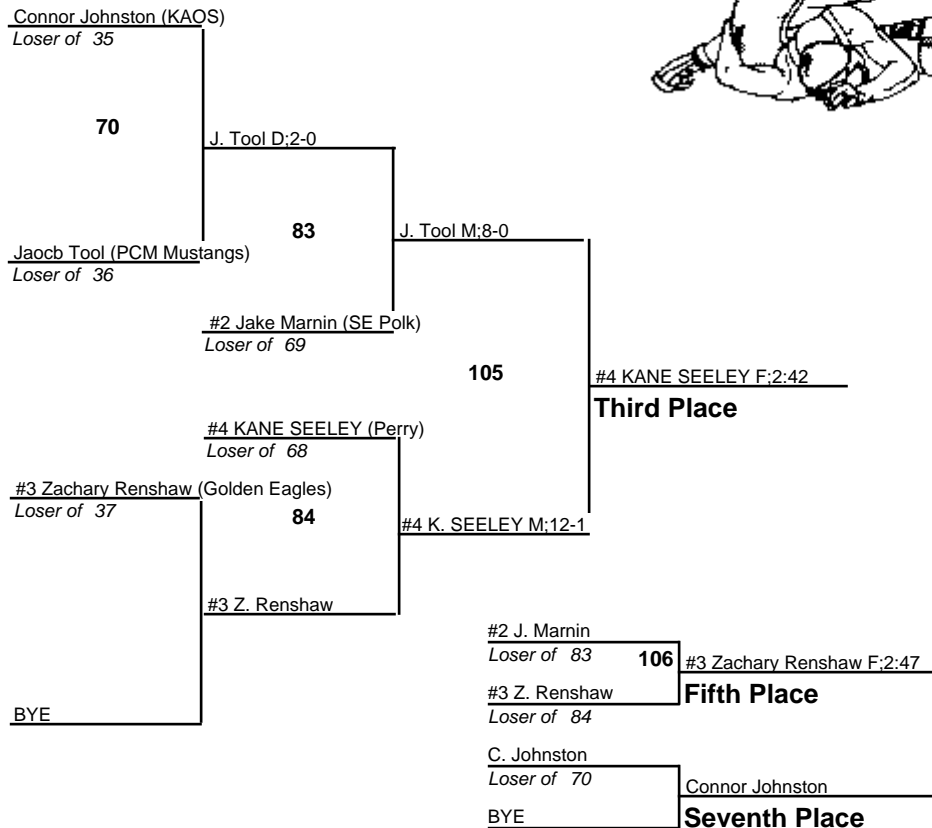 Connor Johnston (KAOS)
Loser of 35
70
J. Tool D;2-0
83
J. Tool M;8-0
Jaocb Tool (PCM Mustangs)
Loser of 36
#2 Jake Marnin (SE Polk)
Loser of 69
105
#4 KANE SEELEY F;2:42
Third Place
#4 KANE SEELEY (Perry)
Loser of 68
#3 Zachary Renshaw (Golden Eagles)
Loser of 37
84
#4 K. SEELEY M;12-1
#3 Z. Renshaw
BYE
#2 J. Marnin
Loser of 83
106
#3 Zachary Renshaw F;2:47
Fifth Place
#3 Z. Renshaw
Loser of 84
C. Johnston
Loser of 70
Connor Johnston
Seventh Place
BYE